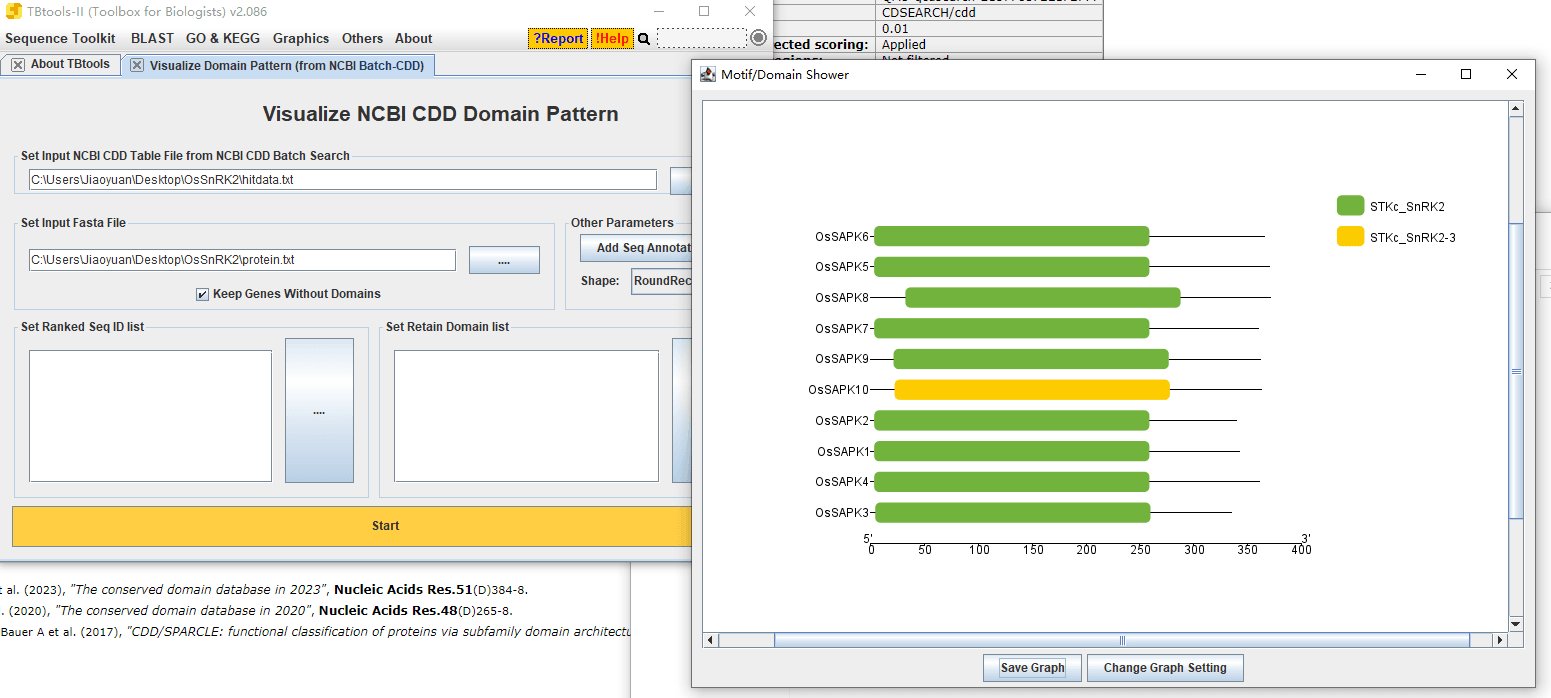 TBtools-II (Toolbox for Biologists) v2.086
Sequence Toolkit BLAST GO & KEGG Graphics Others About ?Report !Help
About TBtools Visualize Domain Pattern (from NCBI Batch-CDD)
Visualize NCBI CDD Domain Pattern
Set Input NCBI CDD Table File from NCBI CDD Batch Search
C:\Users\Jiaoyuan\Desktop\OsSnRK2\hitdata.txt
Set Input Fasta File
C:\Users\Jiaoyuan\Desktop\OsSnRK2\protein.txt
....
Keep Genes Without Domains
Other Parameters
Add Seq Annotat
Shape: RoundRec
Set Ranked Seq ID list
....
Set Retain Domain list
Start
CDSEARCH/cdd
0.01
ected scoring: Applied
Motif/Domain Shower
STKc_SnRK2
STKc_SnRK2-3
OsSAPK6
OsSAPK5
OsSAPK8
OsSAPK7
OsSAPK9
OsSAPK10
OsSAPK2
OsSAPK1
OsSAPK4
OsSAPK3
5' 3'
0 50 100 150 200 250 300 350 400
Save Graph Change Graph Setting
t al. (2023), "The conserved domain database in 2023", Nucleic Acids Res.51(D)384-8.
. (2020), "The conserved domain database in 2020", Nucleic Acids Res.48(D)265-8.
Bauer A et al. (2017), "CDD/SPARCLE: functional classification of proteins via subfamily domain architectu